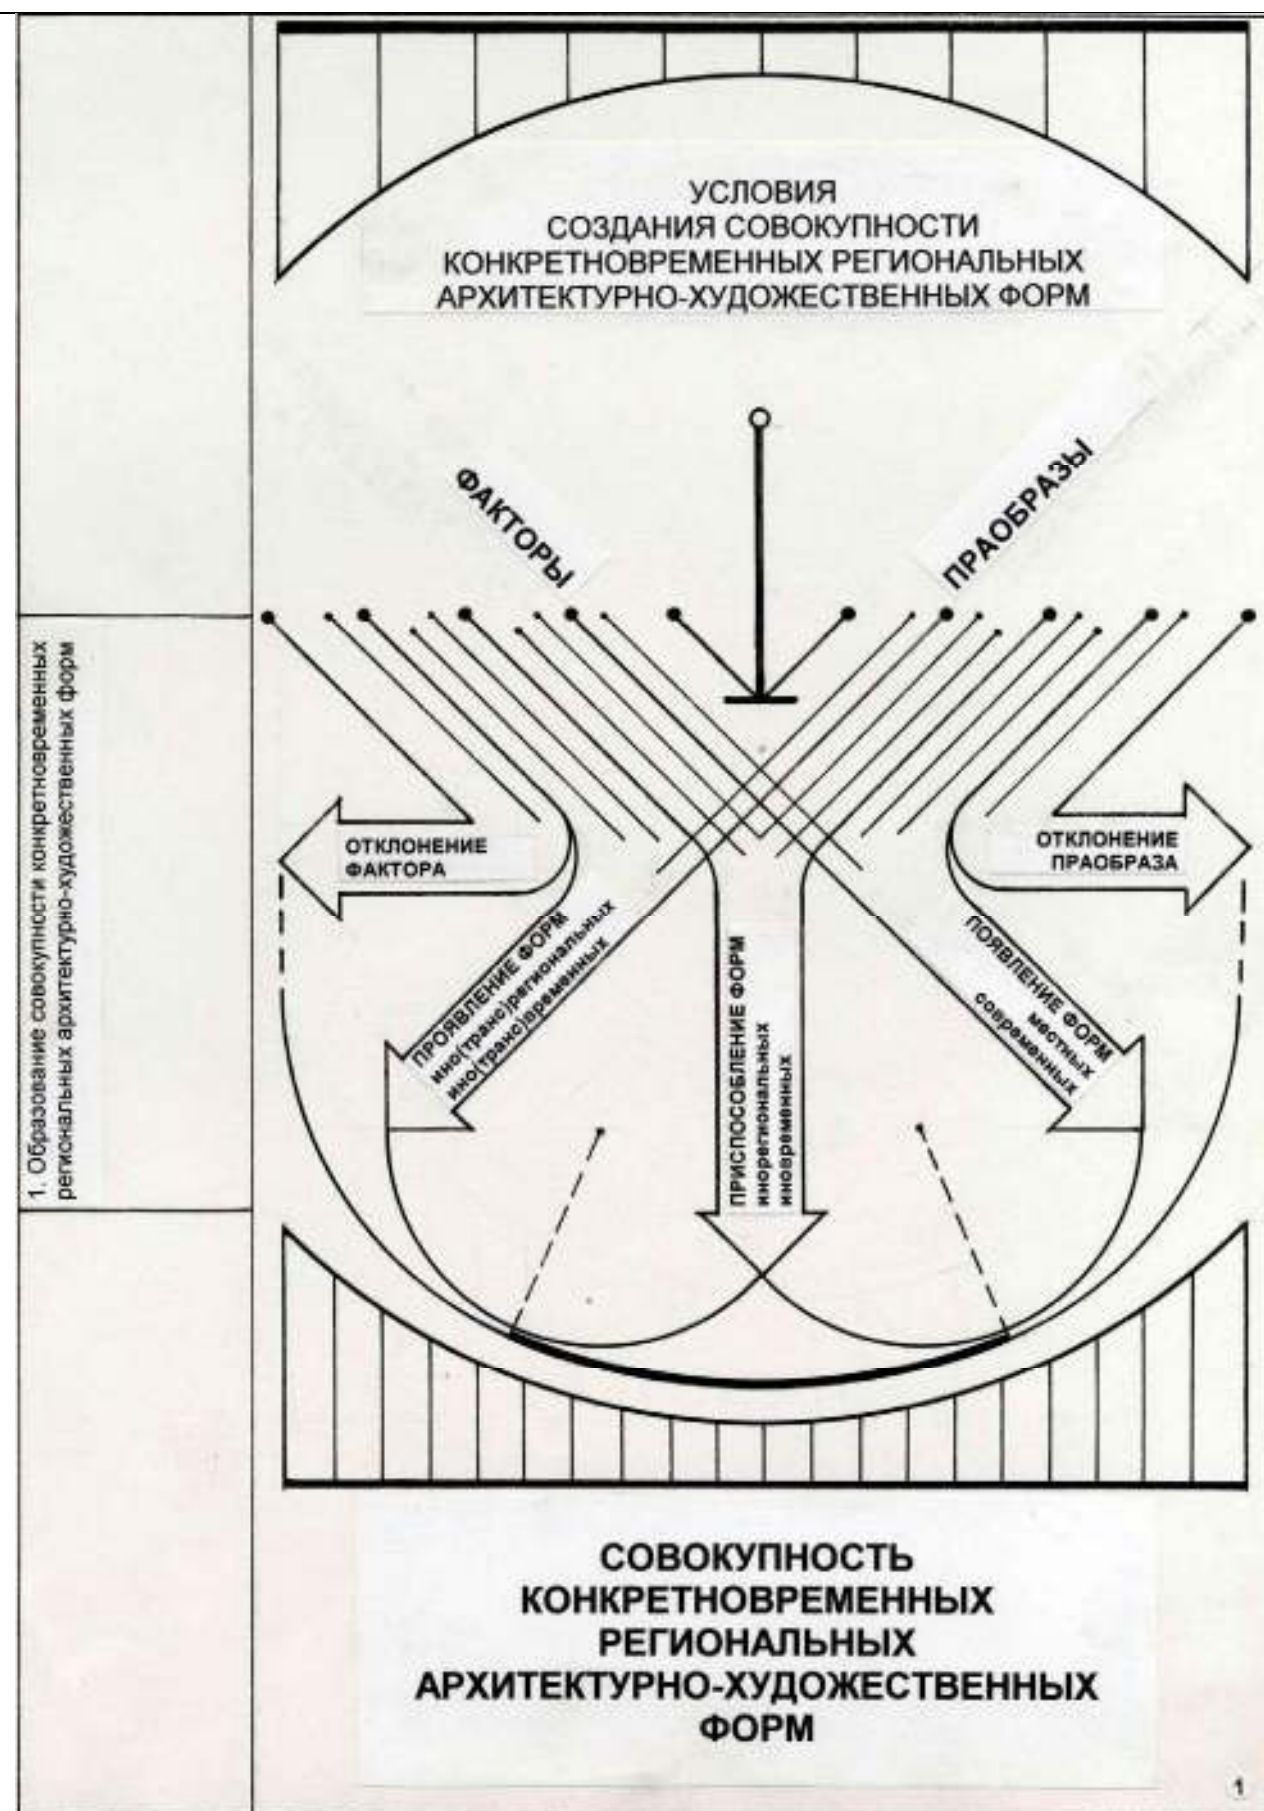 УСЛОВИЯ
СОЗДАНИЯ СОВОКУПНОСТИ
КОНКРЕТНОВРЕМЕННЫХ РЕГИОНАЛЬНЫХ
АРХИТЕКТУРНО-ХУДОЖЕСТВЕННЫХ ФОРМ
ФАКТОРЫ
ПРАОБРАЗЫ
1. Образование совокупности конкретновременных
региональных архитектурно-художественных форм
ОТКЛОНЕНИЕ
ФАКТОРА
ОТКЛОНЕНИЕ
ПРАОБРАЗА
ПРОЯВЛЕНИЕ ФОРМ
ино(транс)региональных
ино(транс)временных
ПРИСПОСОБЛЕНИЕ ФОРМ
инорегиональных
иновременных
ПОЯВЛЕНИЕ ФОРМ
местных
современных
СОВОКУПНОСТЬ
КОНКРЕТНОВРЕМЕННЫХ
РЕГИОНАЛЬНЫХ
АРХИТЕКТУРНО-ХУДОЖЕСТВЕННЫХ
ФОРМ
1